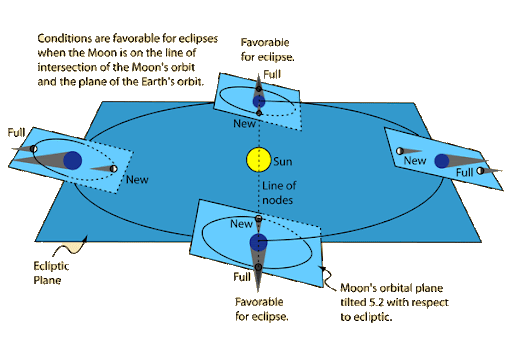 Conditions are favorable for eclipses
when the Moon is on the line of
intersection of the Moon's orbit
and the plane of the Earth's orbit.
Favorable
for eclipse.
Full
New
Full
New
Sun
New
Full
Line of
nodes
New
Full
Ecliptic
Plane
Favorable
for eclipse.
Moon's orbital plane
tilted 5.2 with respect
to ecliptic.